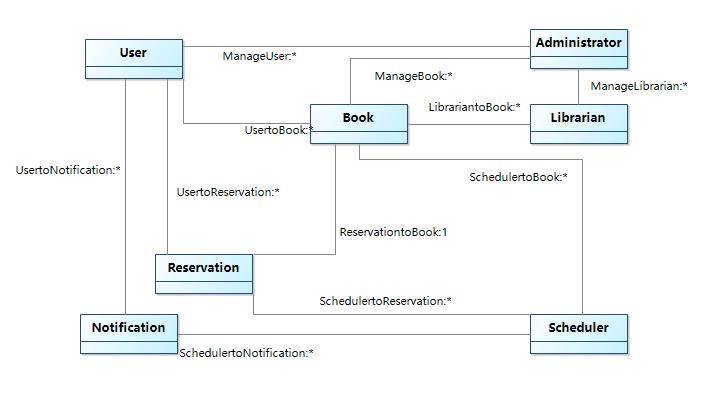 User
Administrator
ManageUser:*
ManageBook:*
ManageLibrarian:*
LibrariantoBook:*
Book
Librarian
UsertoBook:*
UsertoNotification:*
SchedulertoBook:*
UsertoReservation:*
ReservationtoBook:1
Reservation
SchedulertoReservation:*
Notification
Scheduler
SchedulertoNotification:*